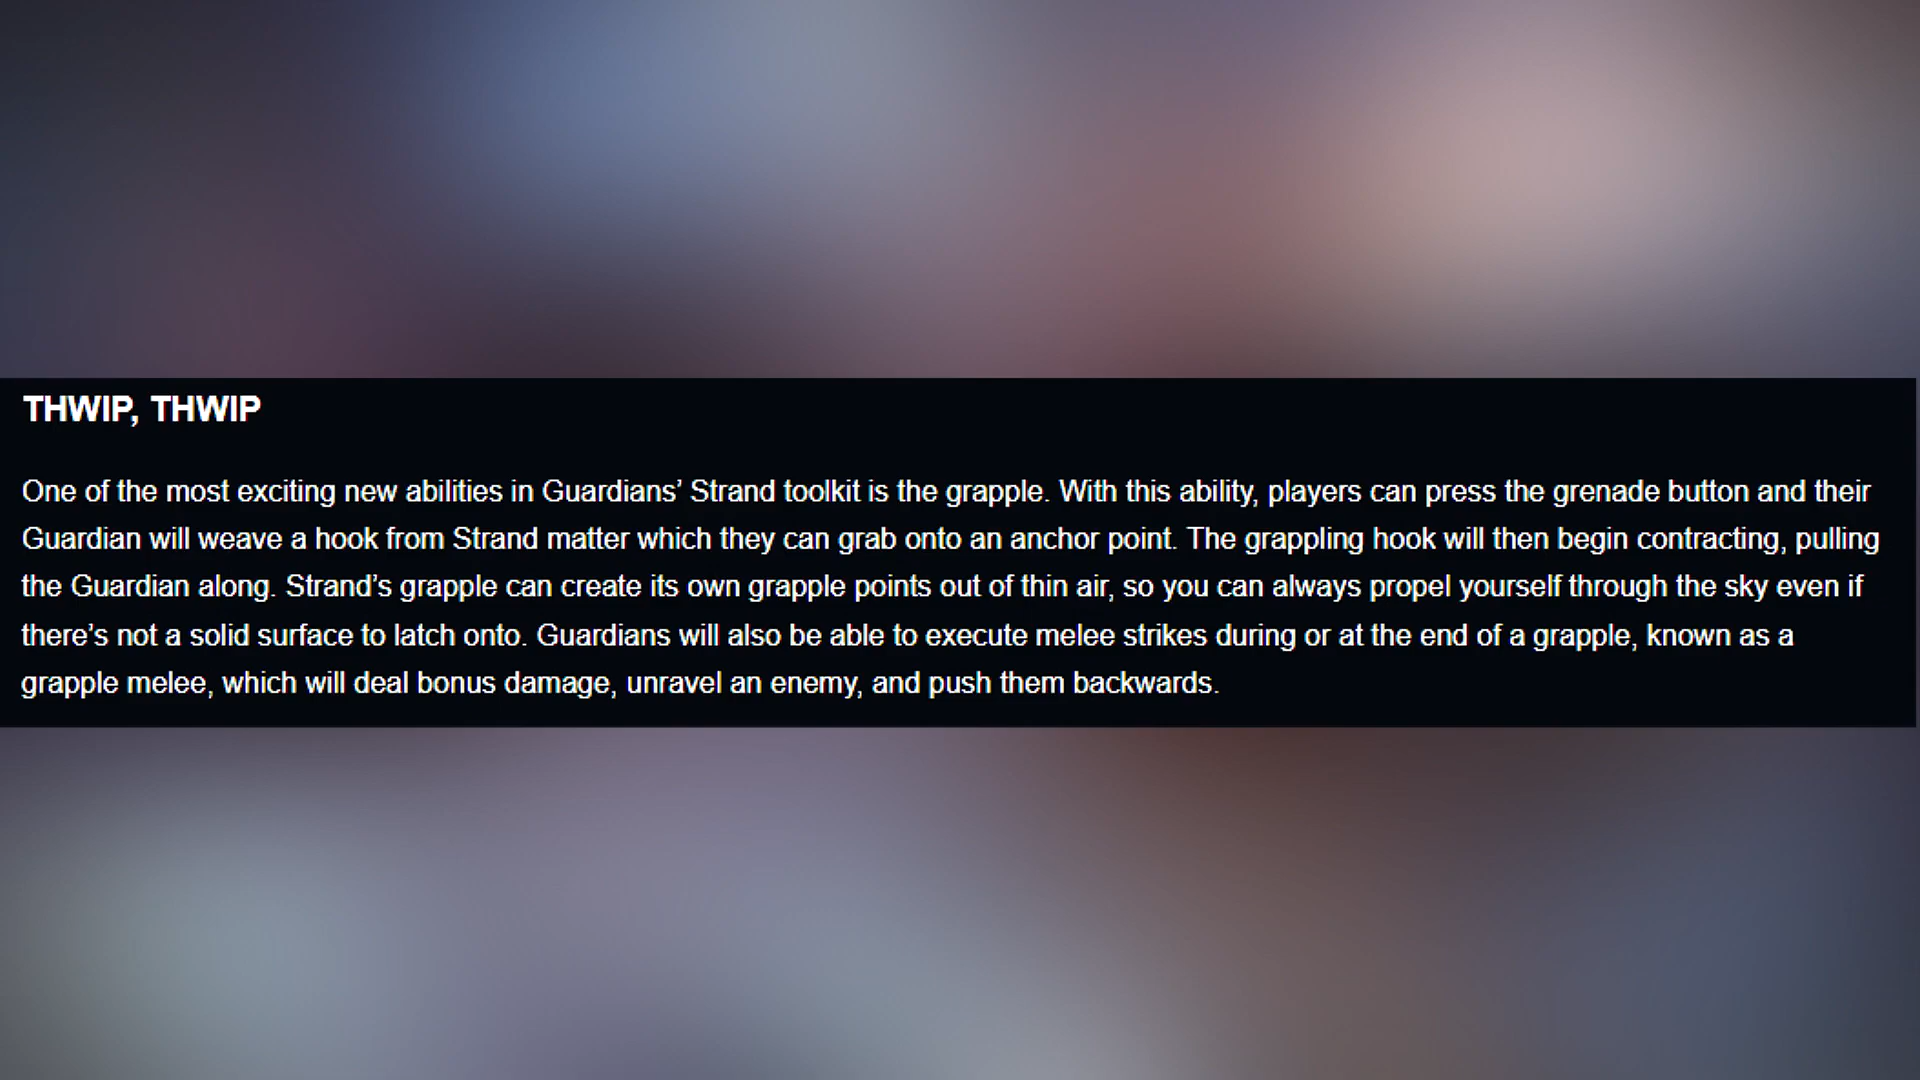 THWIP, THWIP
One of the most exciting new abilities in Guardians’ Strand toolkit is the grapple. With this ability, players can press the grenade button and their
Guardian will weave a hook from Strand matter which they can grab onto an anchor point. The grappling hook will then begin contracting, pulling
the Guardian along. Strand’s grapple can create its own grapple points out of thin air, so you can always propel yourself through the sky even if
there’s not a solid surface to latch onto. Guardians will also be able to execute melee strikes during or at the end of a grapple, known as a
grapple melee, which will deal bonus damage, unravel an enemy, and push them backwards.